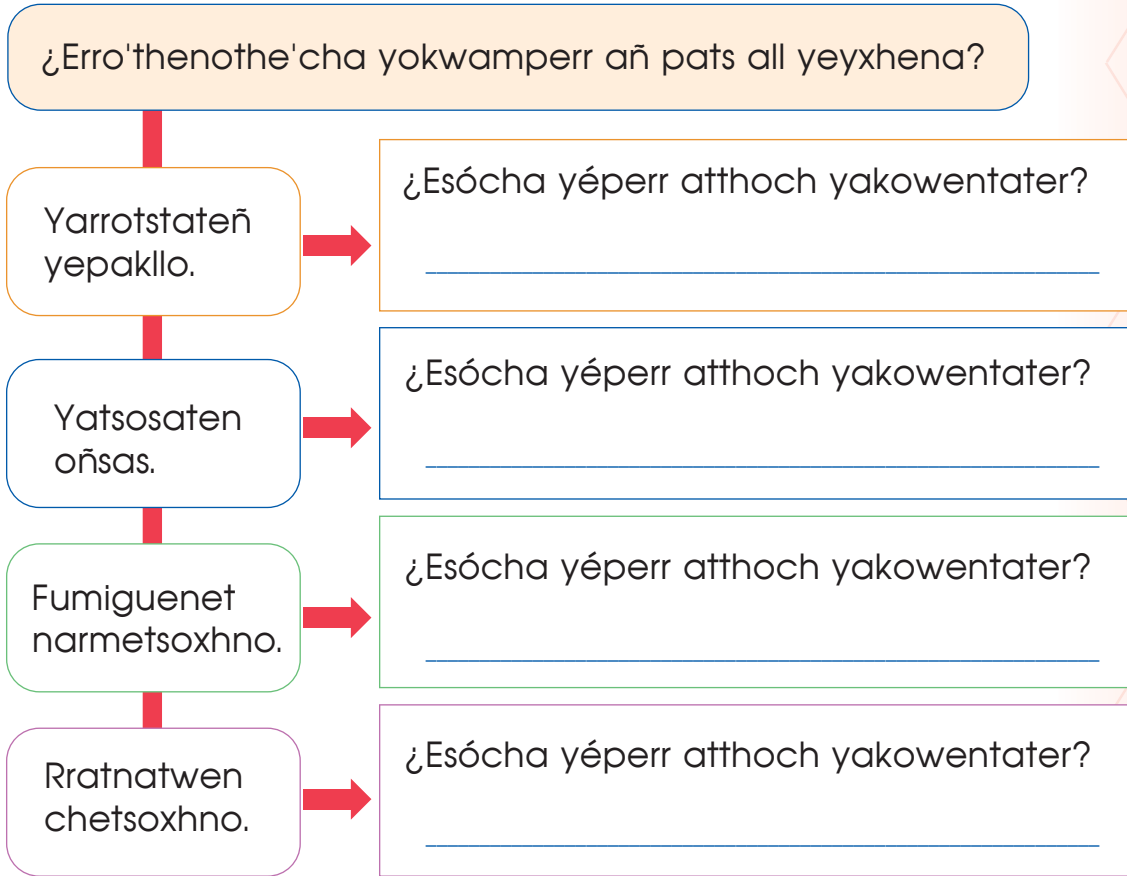 ¿Erro'thenothe'cha yokwamperr añ pats all yeyxhena?
Yarrotstateñ
yepakllo.
¿Esócha yéperr atthoch yakowentater?
Yatsosaten
oñsas.
¿Esócha yéperr atthoch yakowentater?
Fumiguenet
narmetsoxhno.
¿Esócha yéperr atthoch yakowentater?
Rratnatwen
chetsoxhno.
¿Esócha yéperr atthoch yakowentater?